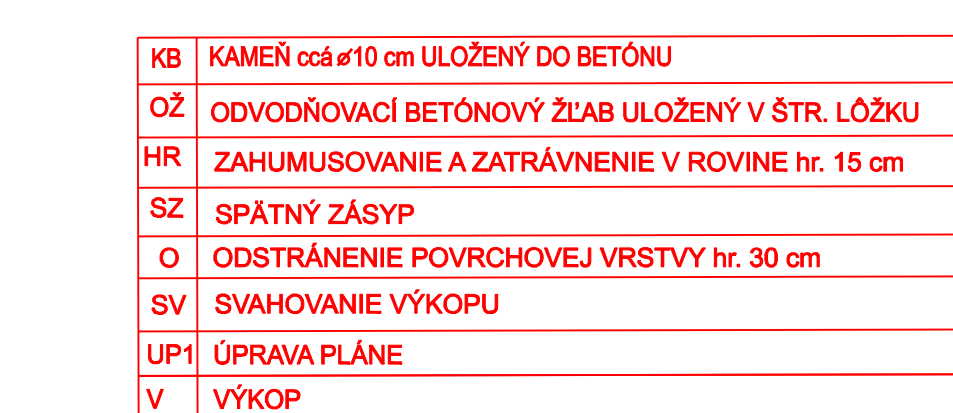 KB KAMEŇ ccá ⌀10 cm ULOŽENÝ DO BETÓNU
OŽ ODVODŇOVACÍ BETÓNOVÝ ŽĽAB ULOŽENÝ V ŠTR. LÔŽKU
HR ZAHUMUSOVANIE A ZATRÁVNENIE V ROVINE hr. 15 cm
SZ SPÄTNÝ ZÁSYP
O ODSTRÁNENIE POVRCHOVEJ VRSTVY hr. 30 cm
SV SVAHOVANIE VÝKOPU
UP1 ÚPRAVA PLÁNE
V VÝKOP